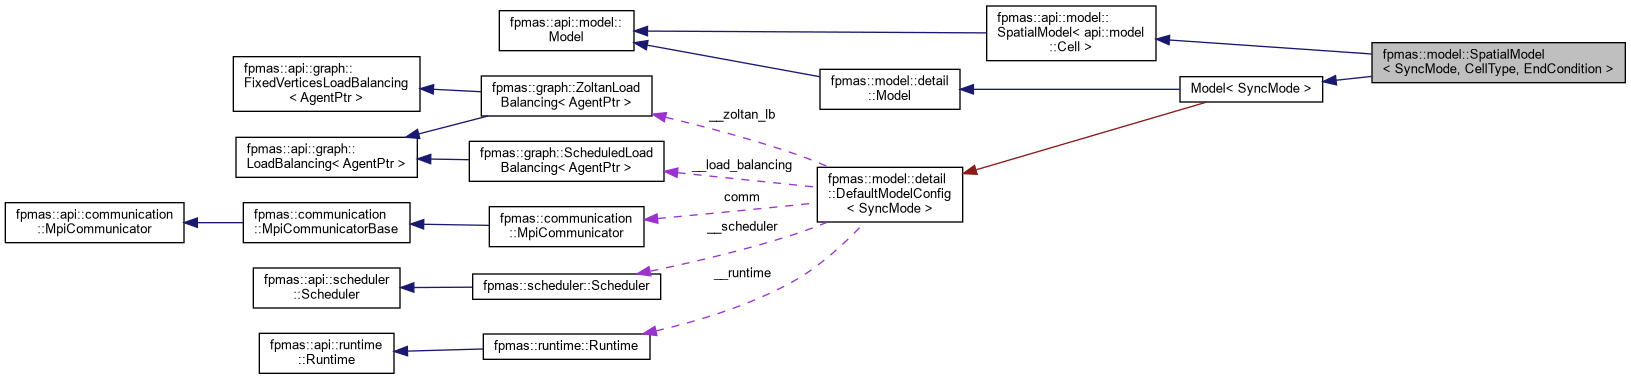 fpmas::api::model::
Model
fpmas::api::model::
SpatialModel< api::model
::Cell >
fpmas::model::SpatialModel
< SyncMode, CellType, EndCondition >
fpmas::api::graph::
FixedVerticesLoadBalancing
< AgentPtr >
fpmas::graph::ZoltanLoad
Balancing< AgentPtr >
fpmas::model::detail
::Model
Model< SyncMode >
__zoltan_lb
fpmas::api::graph::
LoadBalancing< AgentPtr >
fpmas::graph::ScheduledLoad
Balancing< AgentPtr >
__load_balancing
fpmas::model::detail
::DefaultModelConfig
< SyncMode >
comm
fpmas::api::communication
::MpiCommunicator
fpmas::communication
::MpiCommunicatorBase
fpmas::communication
::MpiCommunicator
__scheduler
fpmas::api::scheduler
::Scheduler
fpmas::scheduler::Scheduler
__runtime
fpmas::api::runtime
::Runtime
fpmas::runtime::Runtime